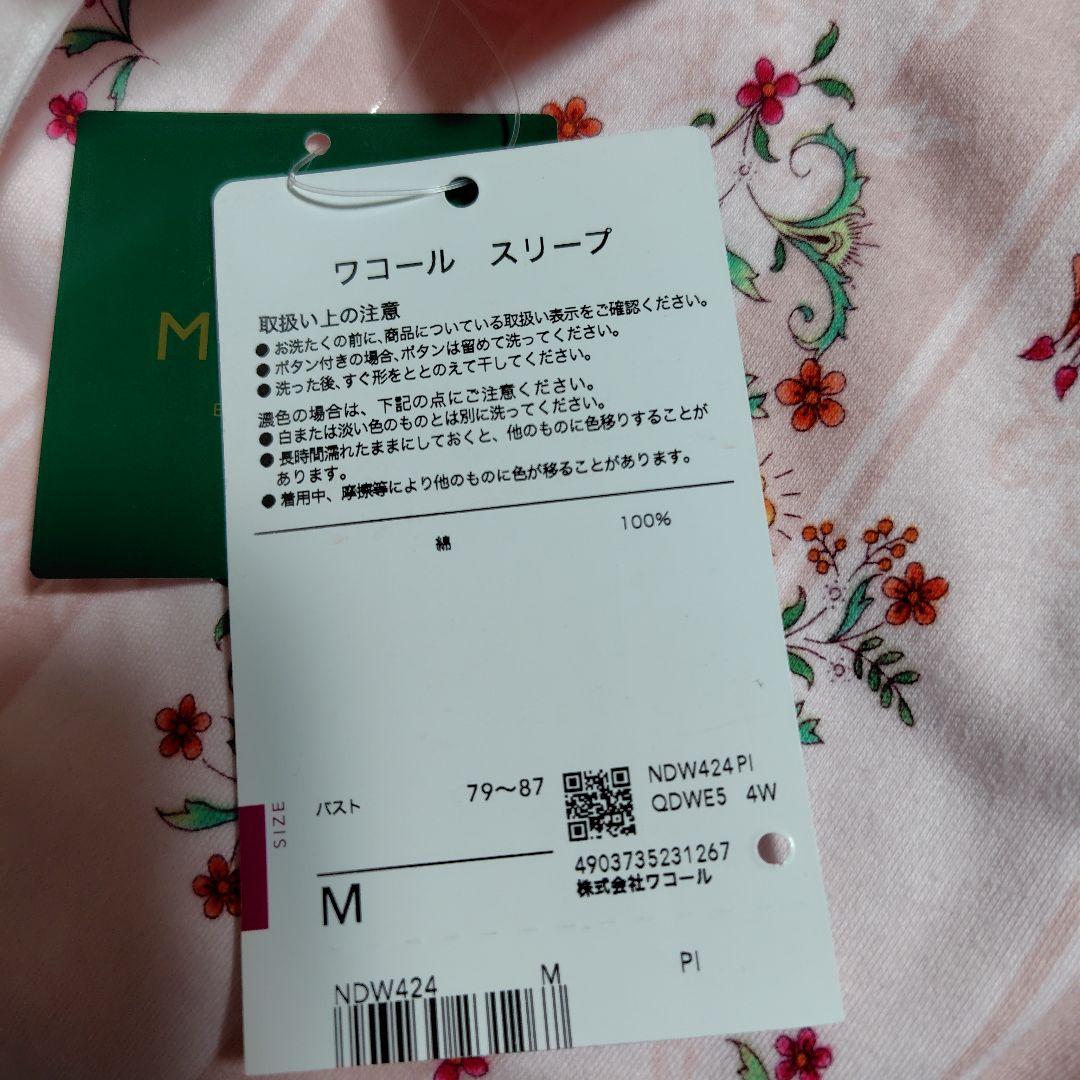 M
ワコール スリープ
取扱い上の注意
●お洗たくの前に、商品についている取扱い表示をご確認ください。
●ボタン付きの場合、ボタンは留めて洗ってください。
●洗った後、すぐ形をととのえて干してください。
濃色の場合は、下記の点にご注意ください。
●白または淡い色のものとは別に洗ってください。
●長時間濡れたままにしておくと、他のものに色移りすることが
あります。
●着用中、摩擦等により他のものに色が移ることがあります。
綿 100%
SIZE
バスト 79～87
M
NDW424PI
QDWE5 4W
4903735231267
株式会社ワコール
NDW424 M PI